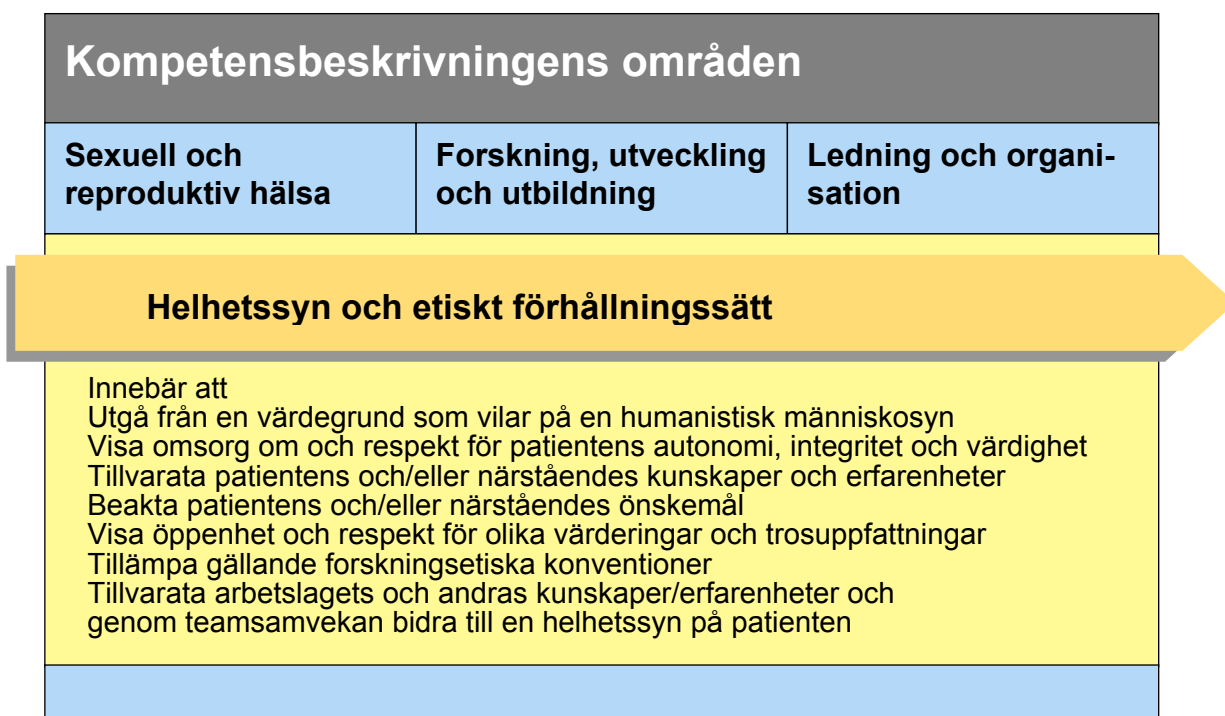 Kompetensbeskrivningens områden
Sexuell och
reproduktiv hälsa
Forskning, utveckling
och utbildning
Ledning och organi-
sation
Helhetssyn och etiskt förhållningssätt
Innebär att
Utgå från en värdegrund som vilar på en humanistisk människosyn
Visa omsorg om och respekt för patientens autonomi, integritet och värdighet
Tillvarata patientens och/eller närståendes kunskaper och erfarenheter
Beakta patientens och/eller närståendes önskemål
Visa öppenhet och respekt för olika värderingar och trosuppfattningar
Tillämpa gällande forskningsetiska konventioner
Tillvarata arbetslagets och andras kunskaper/erfarenheter och
genom teamsamvekan bidra till en helhetssyn på patienten